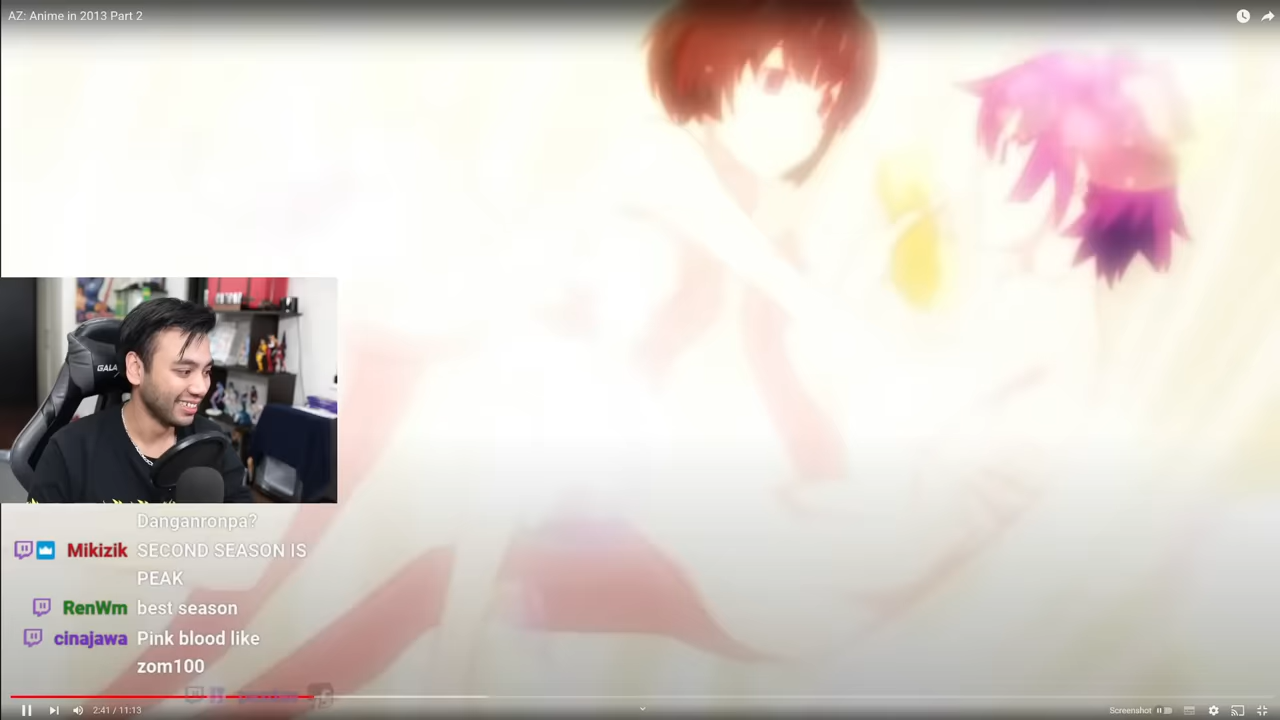 AZ: Anime in 2013 Part 2
GALA
Danganronpa?
Mikizik SECOND SEASON IS
PEAK
RenWm best season
cinajawa Pink blood like
zom100
2:41 / 11:13
Screenshot